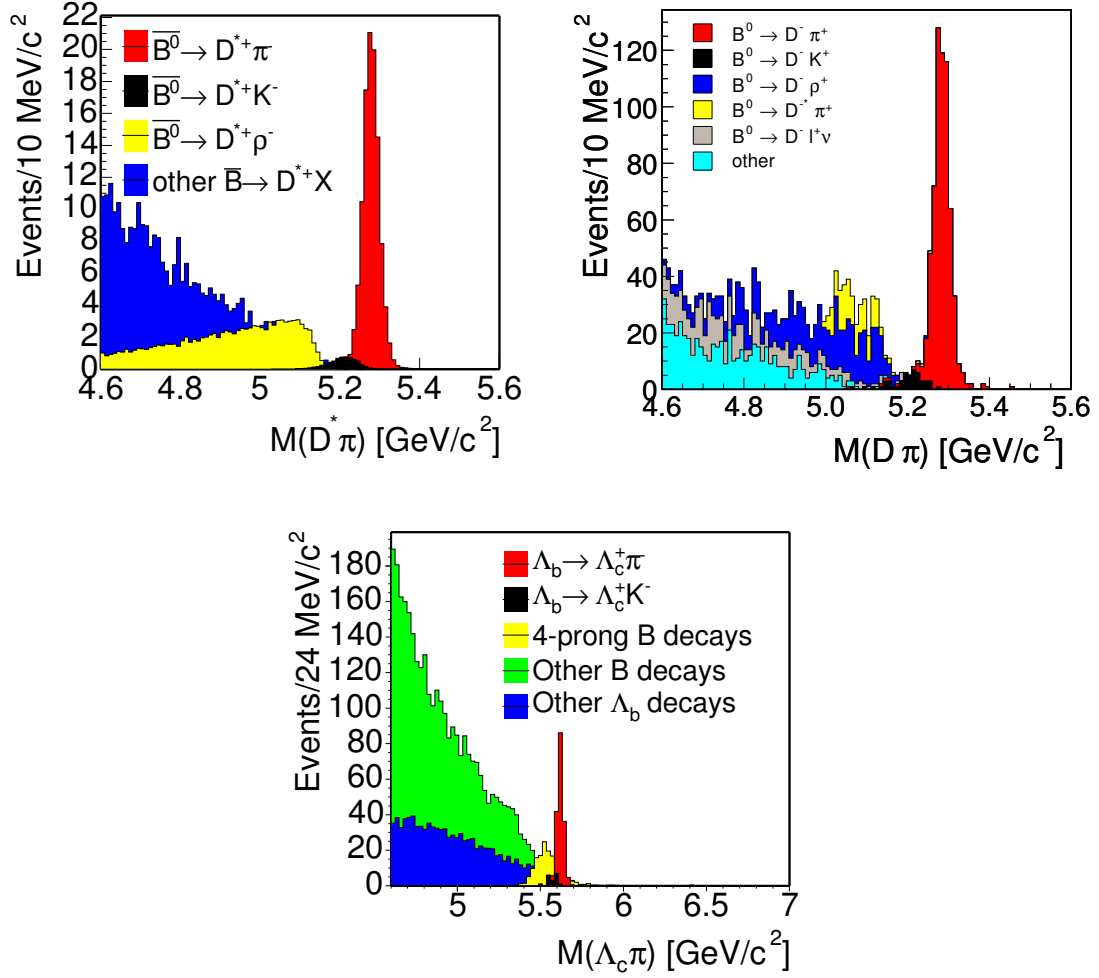 Events/10 MeV/c²
22
20
18
16
14
12
10
8
6
4
2
0
B⁰→ D*⁺π⁻
B⁰→ D*⁺K⁻
B⁰→ D*⁺ρ⁻
other B→ D*⁺X
4.6 4.8 5 5.2 5.4 5.6
M(D*π) [GeV/c²]
Events/10 MeV/c²
120
100
80
60
40
20
0
B⁰ → D⁻ π⁺
B⁰ → D⁻ K⁺
B⁰ → D⁻ ρ⁺
B⁰ → D⁻* π⁺
B⁰ → D⁻ l⁺ν
other
4.6 4.8 5.0 5.2 5.4 5.6
M(D π) [GeV/c²]
Events/24 MeV/c²
180
160
140
120
100
80
60
40
20
0
Λb→ Λc⁺π⁻
Λb→ Λc⁺K⁻
4-prong B decays
Other B decays
Other Λb decays
5 5.5 6 6.5 7
M(Λcπ) [GeV/c²]